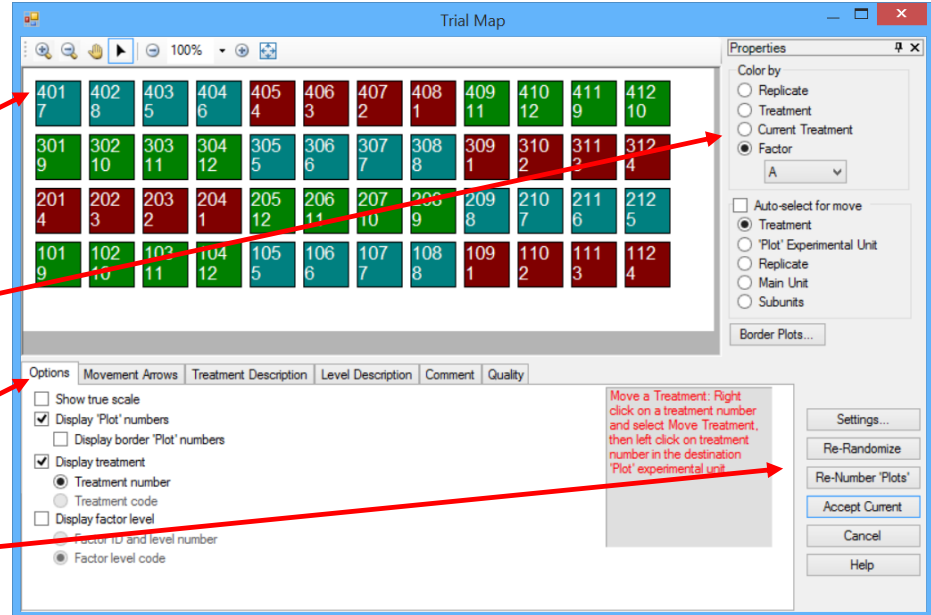 Trial Map
100%
Properties
401 402 403 404 405 406 407 408 409 410 411 412
7 8 5 6 4 3 2 1 11 12 9 10
301 302 303 304 305 306 307 308 309 310 311 312
9 10 11 12 5 6 7 8 1 2 3 4
201 202 203 204 205 206 207 208 209 210 211 212
4 3 2 1 12 11 10 9 8 7 6 5
101 102 103 104 105 106 107 108 109 110 111 112
9 10 11 12 5 6 7 8 1 2 3 4
Color by
Replicate
Treatment
Current Treatment
Factor
A
Auto-select for move
Treatment
'Plot' Experimental Unit
Replicate
Main Unit
Subunits
Border Plots...
Options Movement Arrows Treatment Description Level Description Comment Quality
Show true scale
Display 'Plot' numbers
Display border 'Plot' numbers
Display treatment
Treatment number
Treatment code
Display factor level
Factor ID and level number
Factor level code
Move a Treatment: Right
click on a treatment number
and select Move Treatment,
then left click on treatment
number in the destination
'Plot' experimental unit
Settings...
Re-Randomize
Re-Number 'Plots'
Accept Current
Cancel
Help